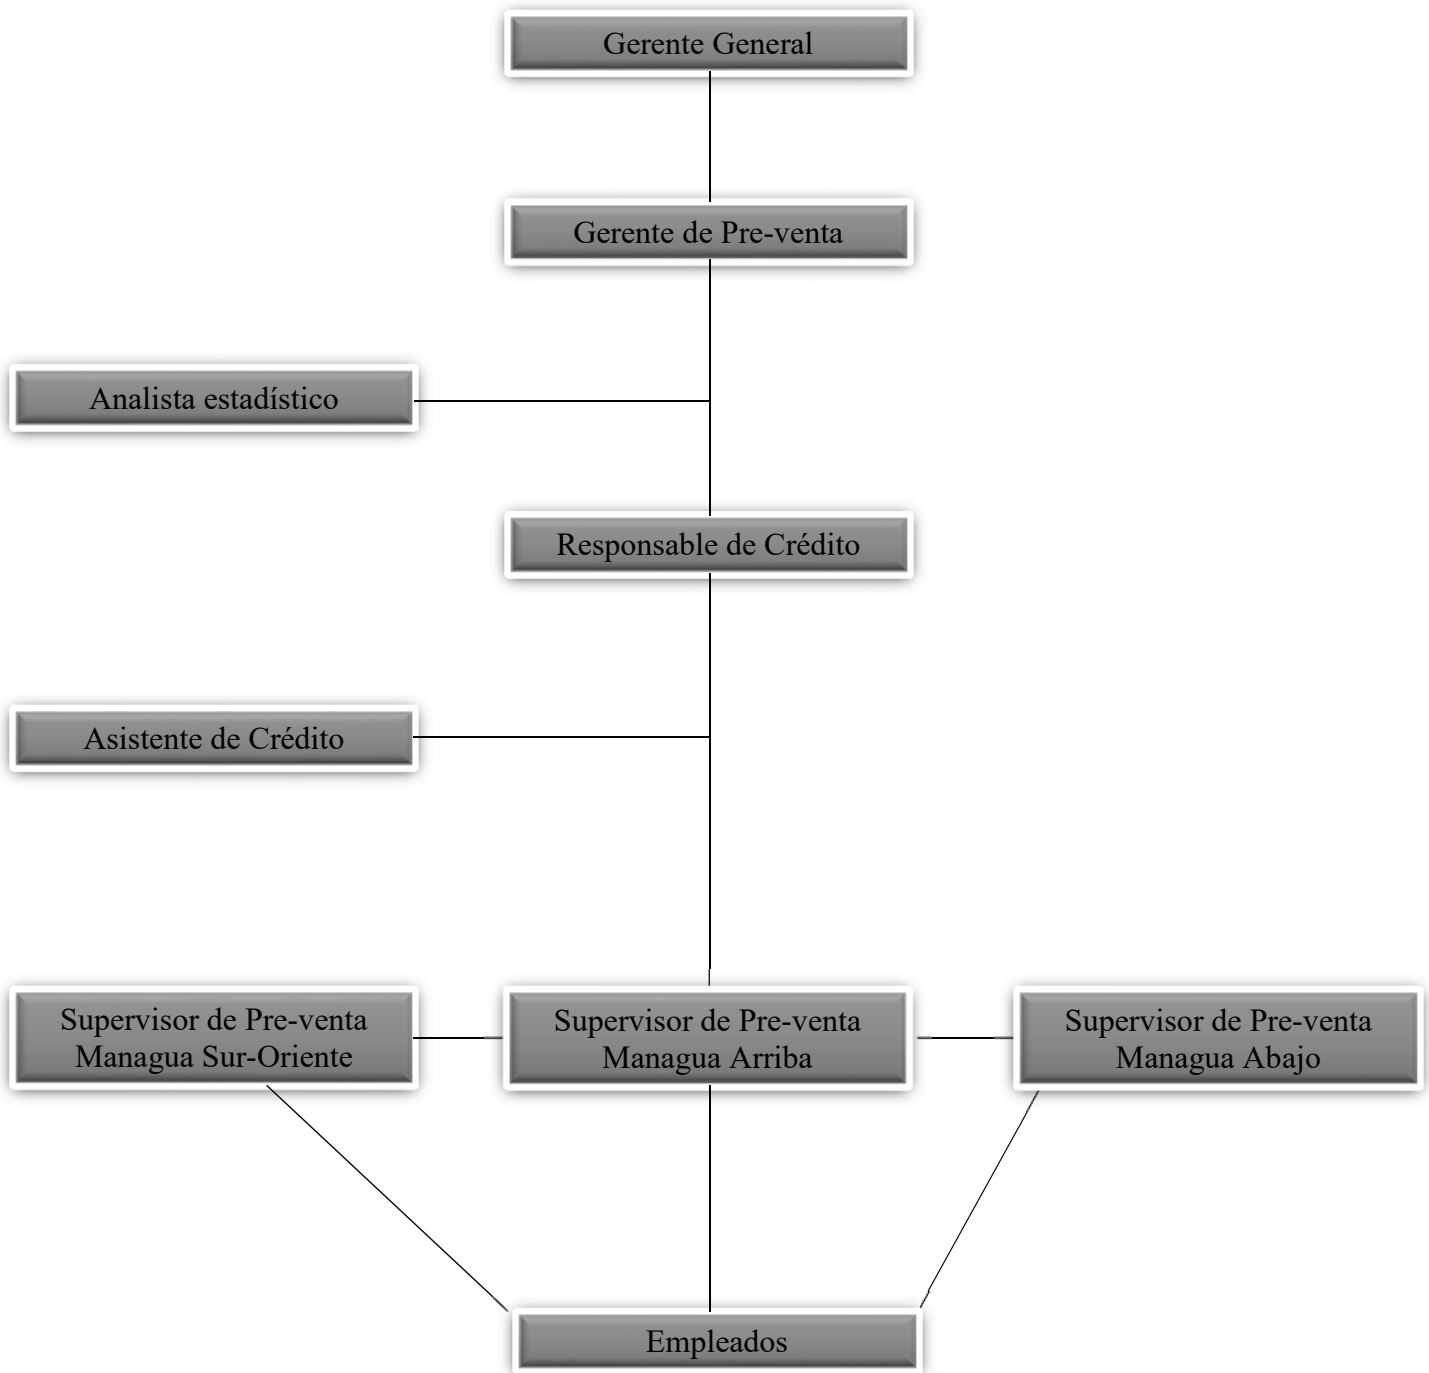 Gerente General
Gerente de Pre-venta
Analista estadístico
Responsable de Crédito
Asistente de Crédito
Supervisor de Pre-venta
Managua Sur-Oriente
Supervisor de Pre-venta
Managua Arriba
Supervisor de Pre-venta
Managua Abajo
Empleados